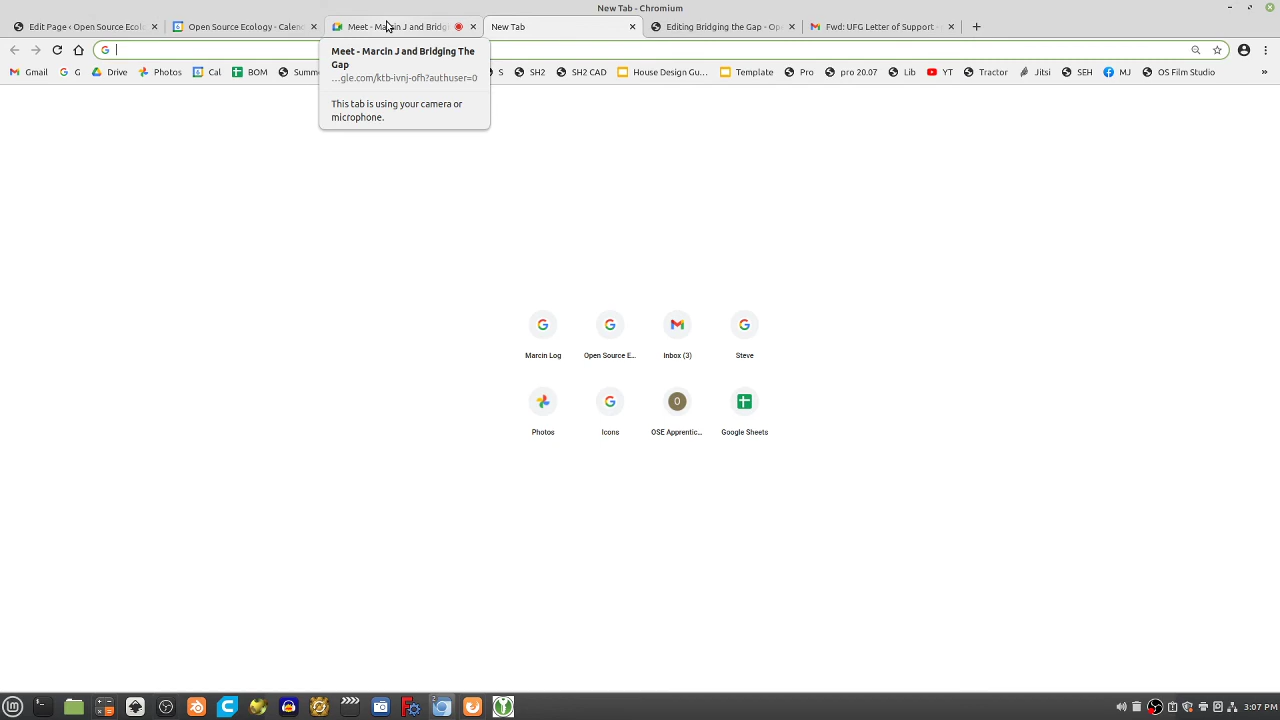 New Tab - Chromium
Edit Page ‹ Open Source Ecol
Open Source Ecology - Calen
Meet - Marcin J and Bridgi
New Tab
Editing Bridging the Gap - Op
Fwd: UFG Letter of Support -
Meet - Marcin J and Bridging The
Gap
...gle.com/ktb-ivnj-ofh?authuser=0
This tab is using your camera or
microphone.
Gmail
G
Drive
Photos
Cal
BOM
Summ
S
SH2
SH2 CAD
House Design Gu...
Template
Pro
pro 20.07
Lib
YT
Tractor
Jitsi
SEH
MJ
OS Film Studio
»
Marcin Log
Open Source E...
Inbox (3)
Steve
O
Photos
Icons
OSE Apprentic...
Google Sheets
3:07 PM